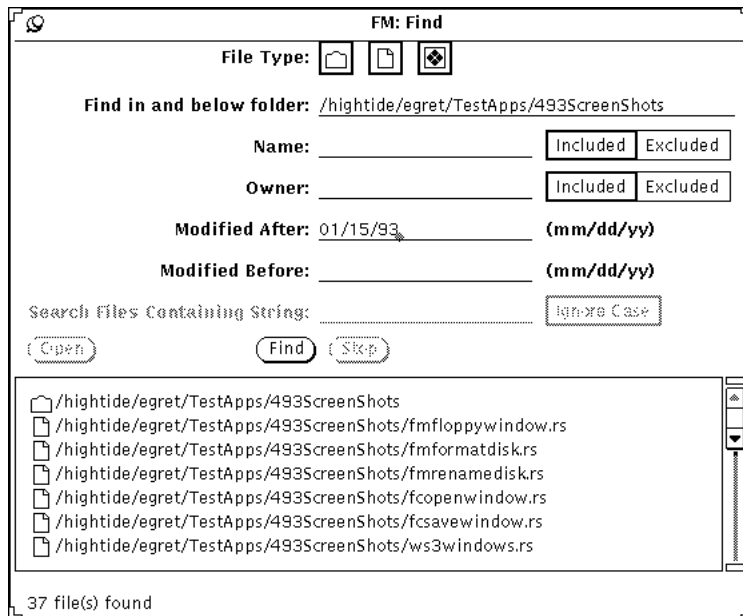 FM: Find
File Type:
Find in and below folder: /hightide/egret/TestApps/493ScreenShots
Name: Included Excluded
Owner: Included Excluded
Modified After: 01/15/93 (mm/dd/yy)
Modified Before: (mm/dd/yy)
Search Files Containing String: Ignore Case
Open Find Stop
/hightide/egret/TestApps/493ScreenShots
/hightide/egret/TestApps/493ScreenShots/fmfloppywindow.rs
/hightide/egret/TestApps/493ScreenShots/fmformatdisk.rs
/hightide/egret/TestApps/493ScreenShots/fmrenamedisk.rs
/hightide/egret/TestApps/493ScreenShots/fcopenwindow.rs
/hightide/egret/TestApps/493ScreenShots/fcsavewindow.rs
/hightide/egret/TestApps/493ScreenShots/ws3windows.rs
37 file(s) found